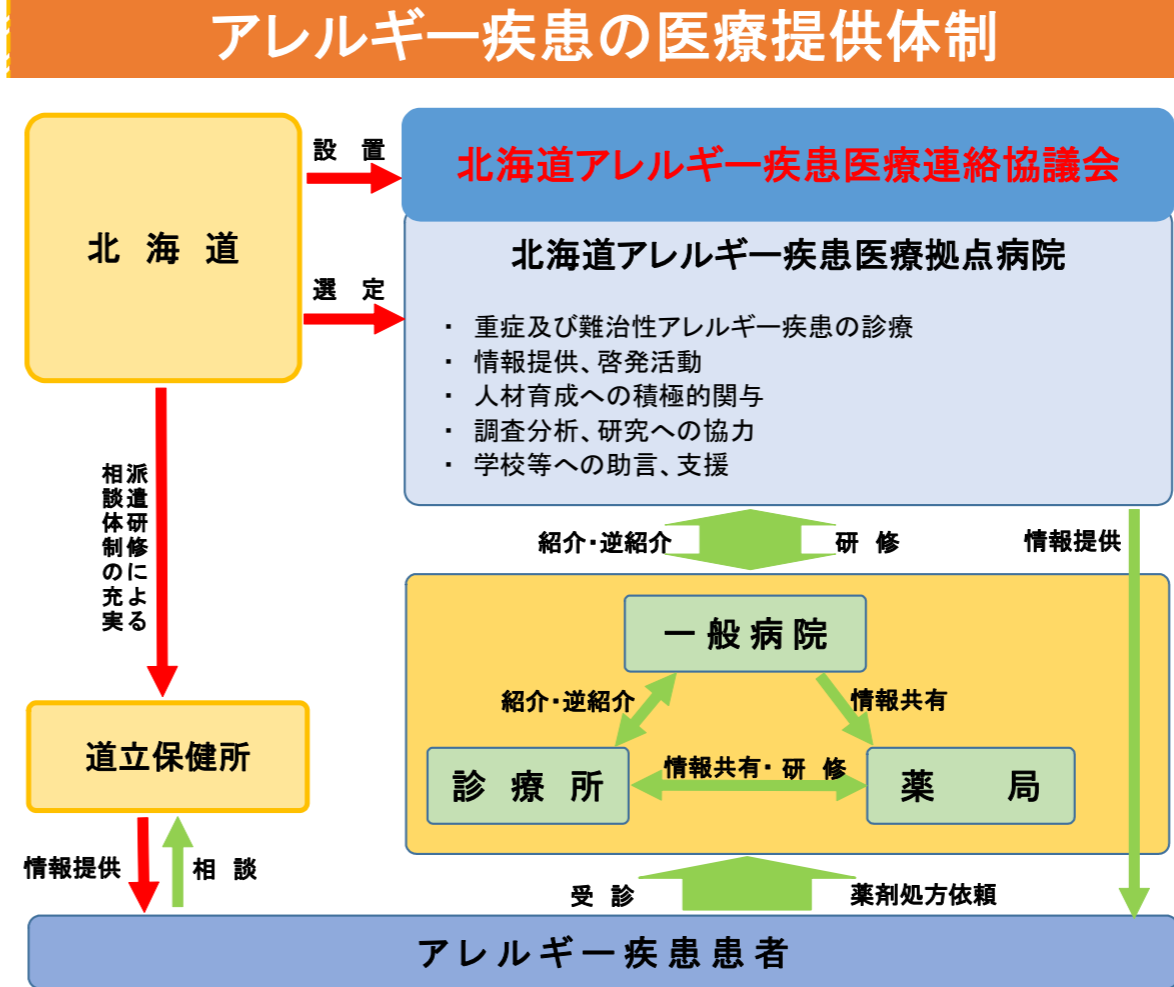 アレルギー疾患の医療提供体制
北海道
設置
北海道アレルギー疾患医療連絡協議会
選定
北海道アレルギー疾患医療拠点病院
・ 重症及び難治性アレルギー疾患の診療
・ 情報提供、啓発活動
・ 人材育成への積極的関与
・ 調査分析、研究への協力
・ 学校等への助言、支援
派遣研修による
相談体制の充実
紹介・逆紹介
研修
情報提供
一般病院
紹介・逆紹介
情報共有
道立保健所
診療所
情報共有・研修
薬局
情報提供
相談
受診
薬剤処方依頼
アレルギー疾患患者